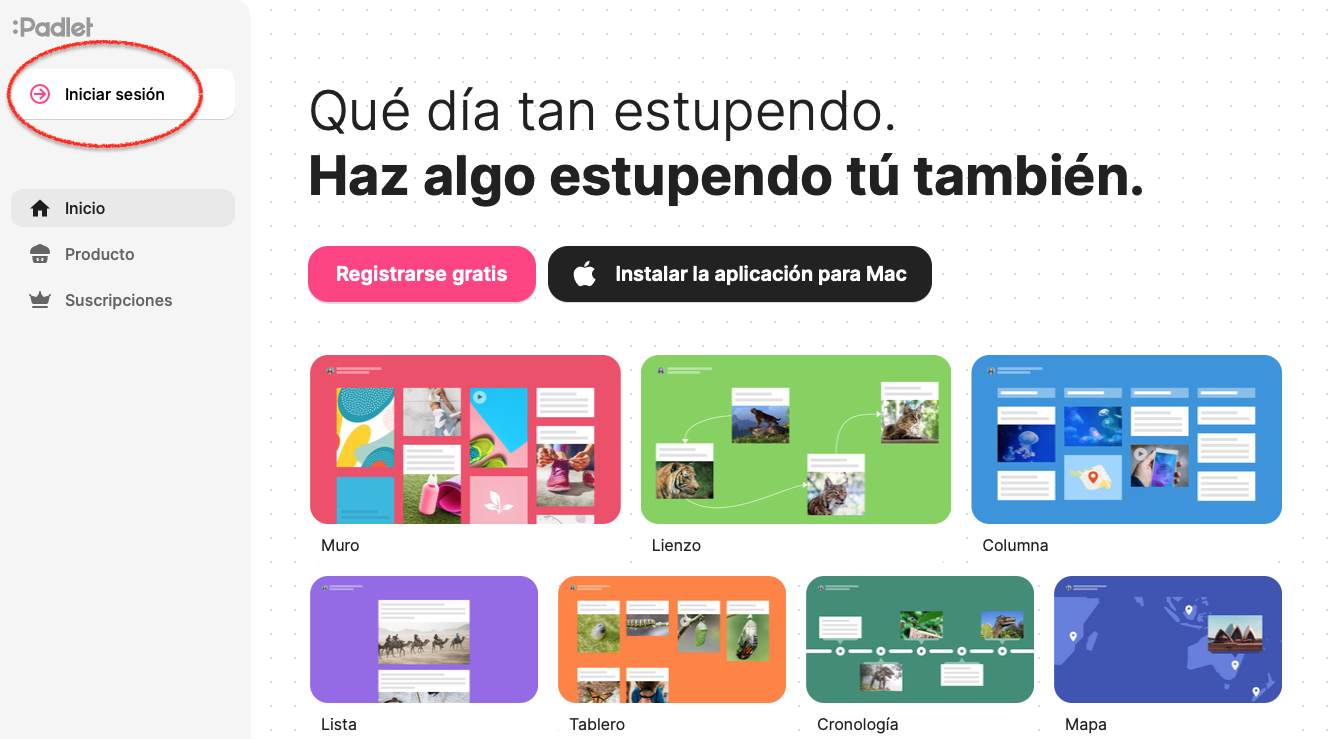 :Padlet
Iniciar sesión
Inicio
Producto
Suscripciones
Qué día tan estupendo.
Haz algo estupendo tú también.
Registrarse gratis
Instalar la aplicación para Mac
Muro
Lienzo
Columna
Lista
Tablero
Cronología
Mapa